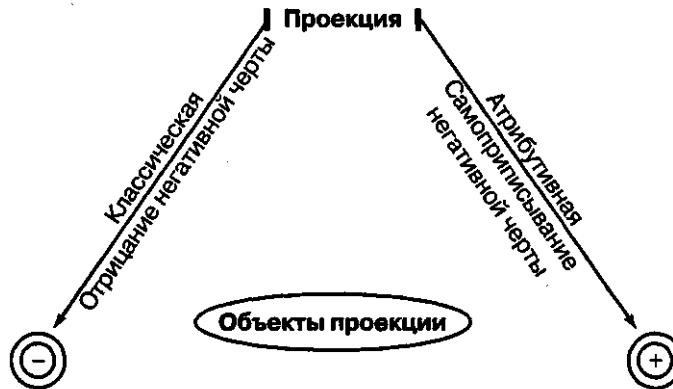 Проекция
Классическая
Отрицание негативной черты
Атрибутивная
Самоприписывание
негативной черты
Объекты проекции
−
+